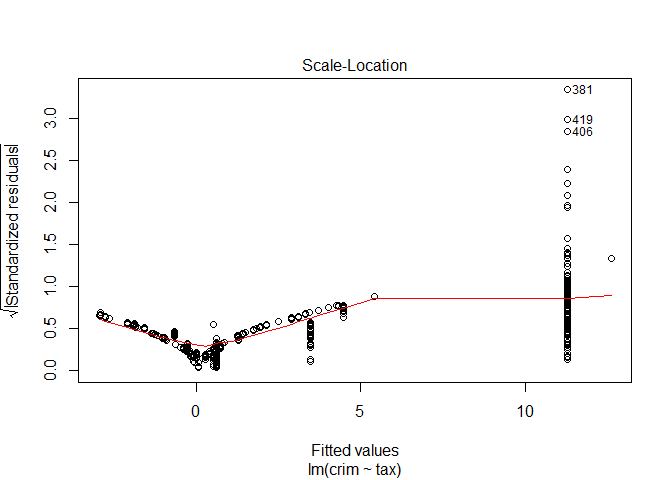 Scale-Location
√|Standardized residuals|
3.0
2.5
2.0
1.5
1.0
0.5
0.0
381
419
406
0 5 10
Fitted values
lm(crim ~ tax)